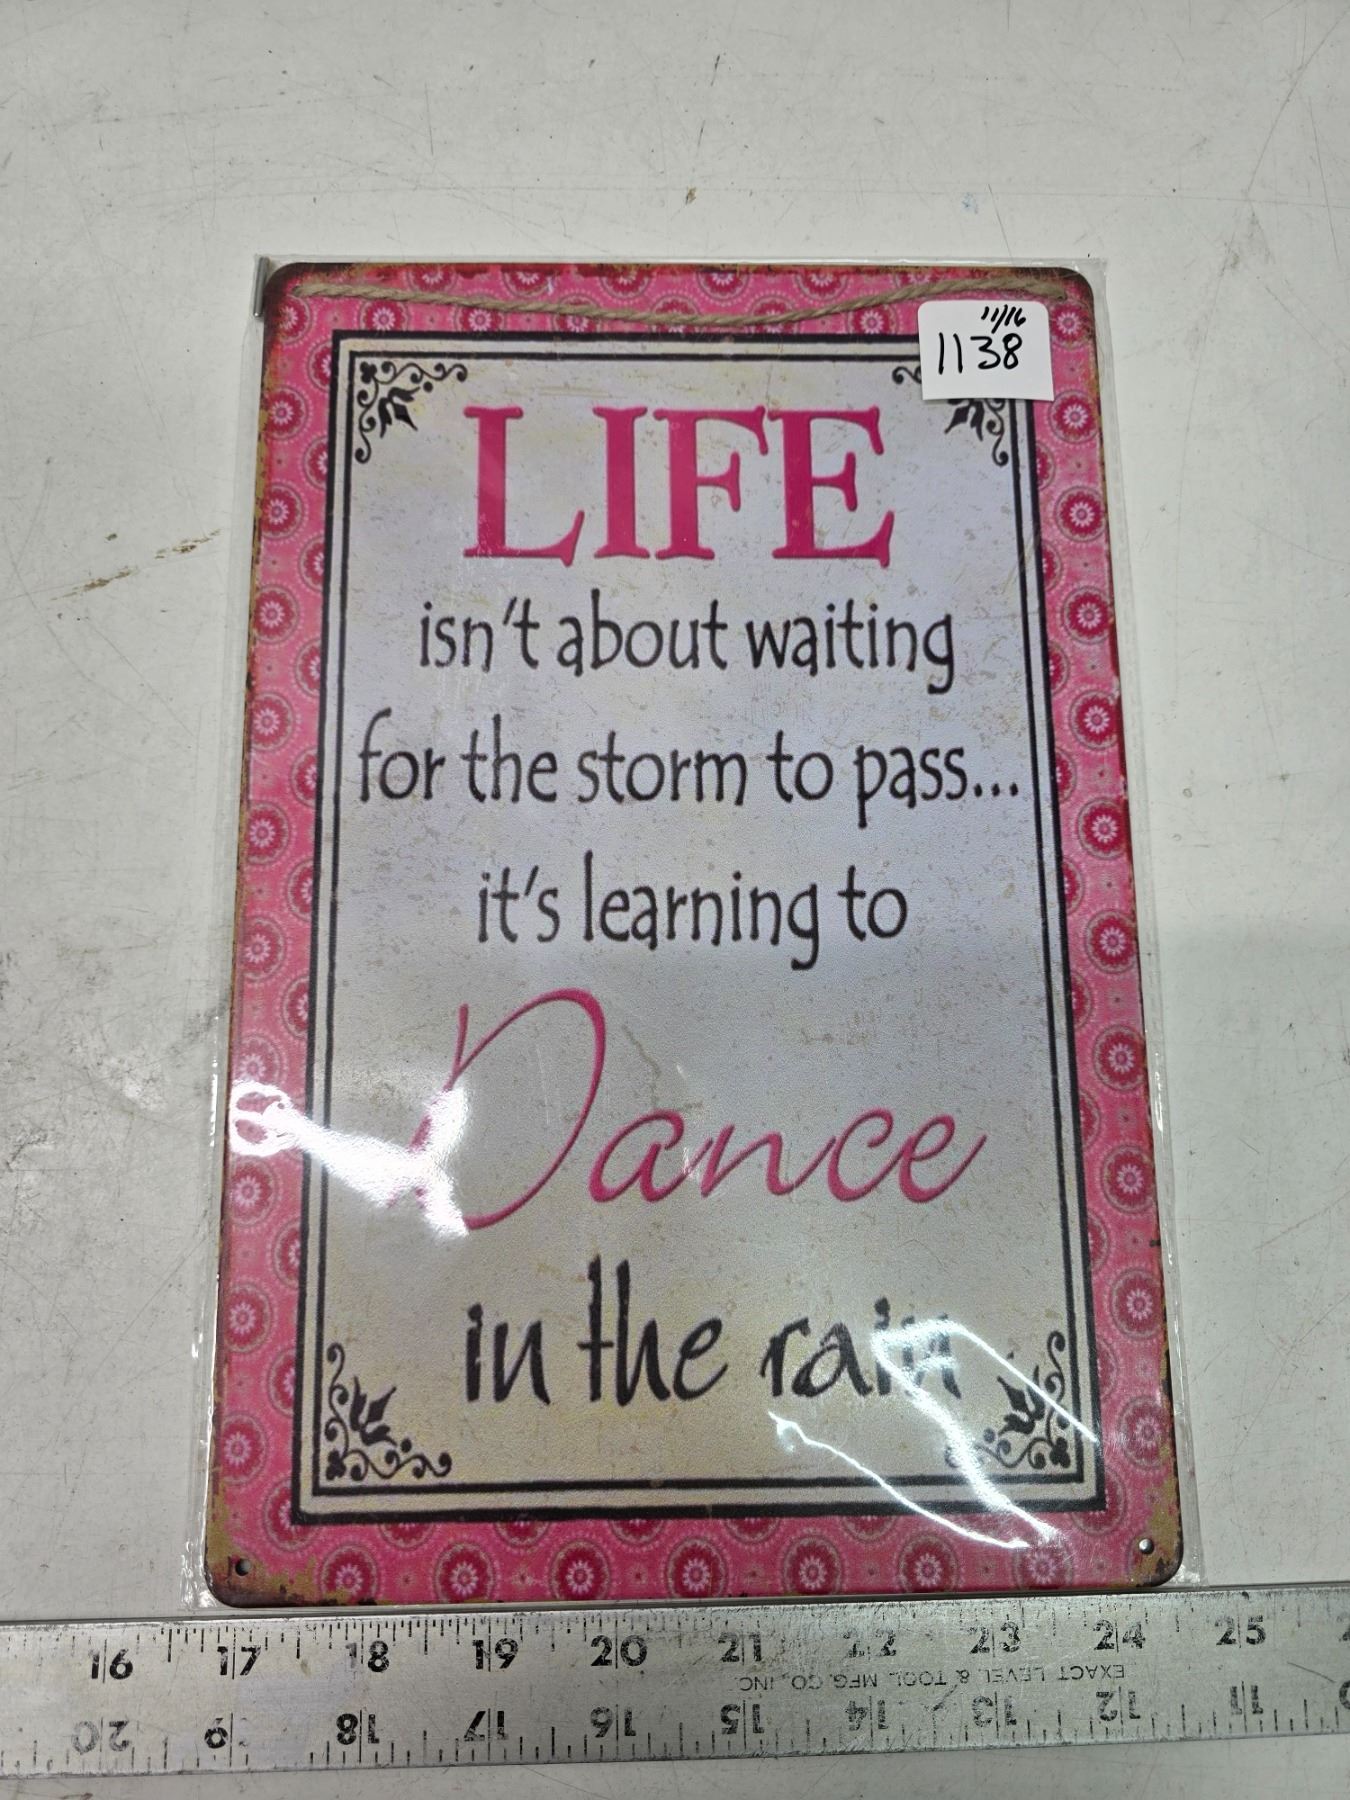 11/16
1138
LIFE
isn't about waiting
for the storm to pass...
it's learning to
Dance
in the rain
16 17 18 19 20 21 22 23 24 25
EXACT LEVEL & TOOL MFG. CO., INC.
20 19 18 17 16 15 14 13 12 11